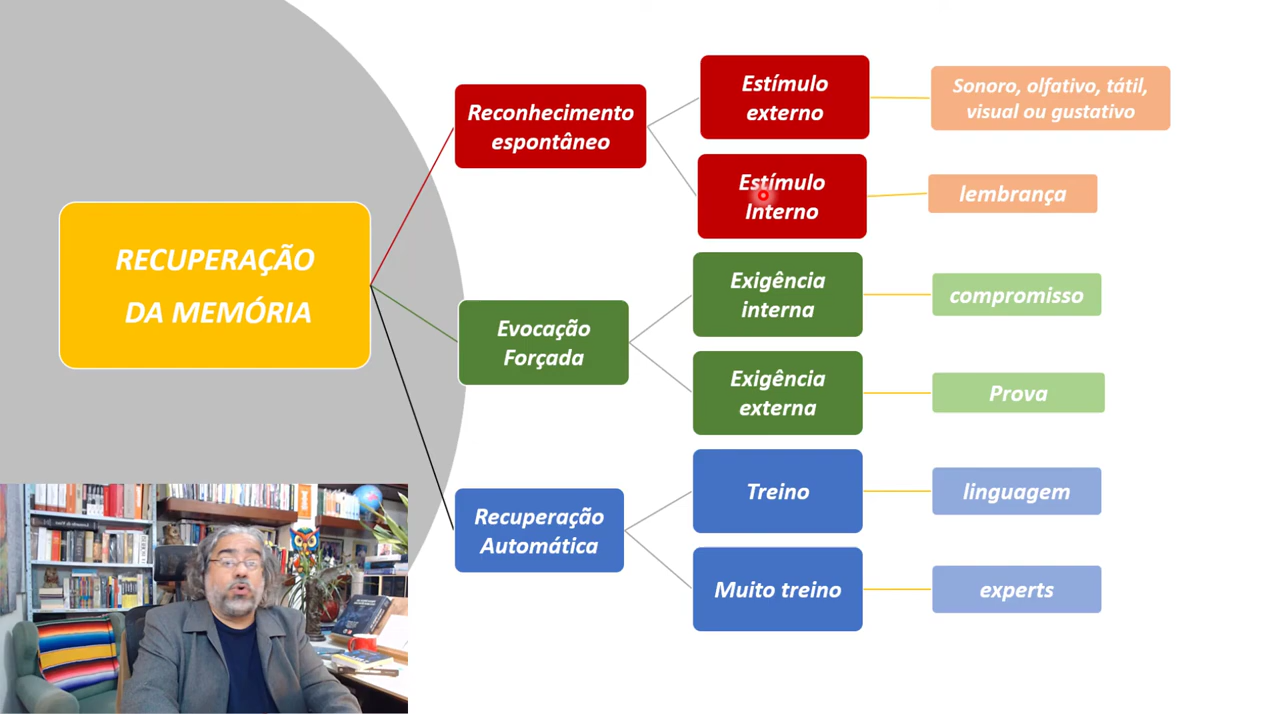 RECUPERAÇÃO
DA MEMÓRIA
Reconhecimento
espontâneo
Estímulo
externo
Sonoro, olfativo, tátil,
visual ou gustativo
Estímulo
Interno
lembrança
Evocação
Forçada
Exigência
interna
compromisso
Exigência
externa
Prova
Recuperação
Automática
Treino
linguagem
Muito treino
experts